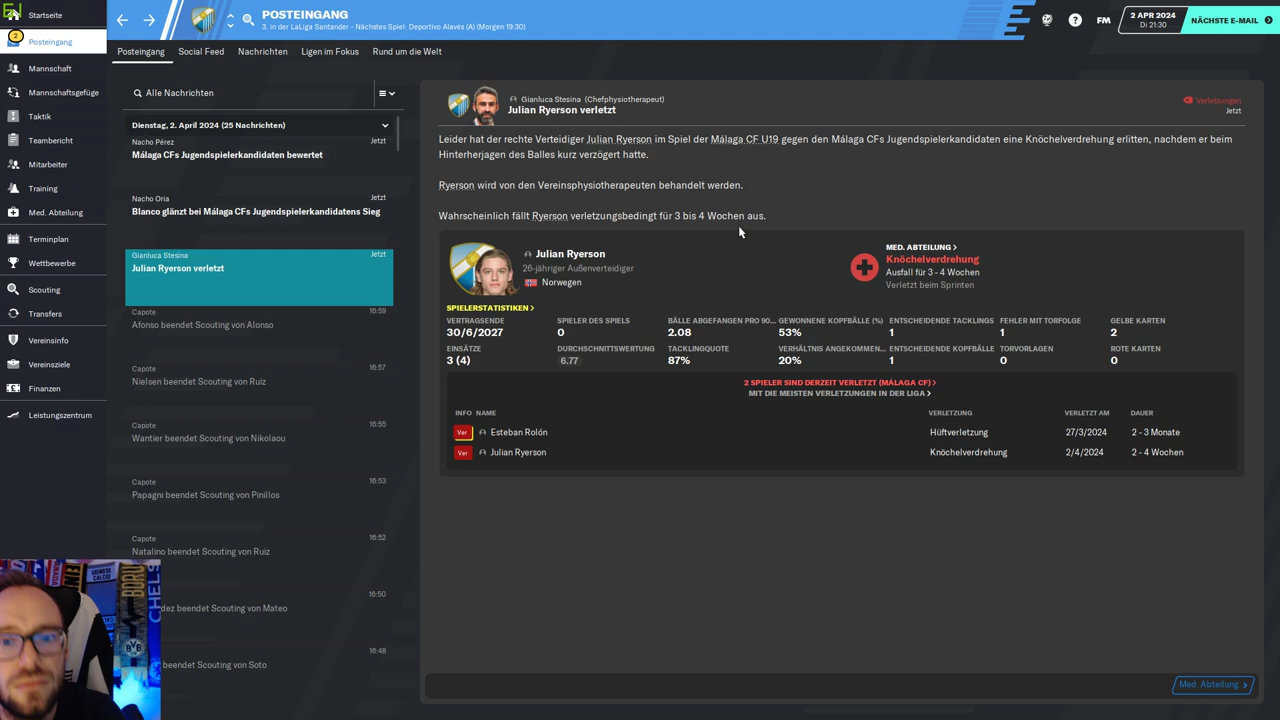 Startseite
2
Posteingang
Mannschaft
Mannschaftsgefüge
Taktik
Teambericht
Mitarbeiter
Training
Med. Abteilung
Terminplan
Wettbewerbe
Scouting
Transfers
Vereinsinfo
Vereinsziele
Finanzen
Leistungszentrum
POSTEINGANG
3. in der LaLiga Santander - Nächstes Spiel: Deportivo Alavés (A) (Morgen 19:30)
FM
2 APR 2024
Di 21:30
NÄCHSTE E-MAIL
Posteingang Social Feed Nachrichten Ligen im Fokus Rund um die Welt
Alle Nachrichten
Dienstag, 2. April 2024 (25 Nachrichten)
Nacho Pérez Jetzt
Málaga CFs Jugendspielerkandidaten bewertet
Nacho Oria Jetzt
Blanco glänzt bei Málaga CFs Jugendspielerkandidatens Sieg
Gianluca Stesina Jetzt
Julian Ryerson verletzt
Capote 16:59
Afonso beendet Scouting von Alonso
Capote 16:57
Nielsen beendet Scouting von Ruiz
Capote 16:55
Wantier beendet Scouting von Nikolaou
Capote 16:53
Papagni beendet Scouting von Pinillos
Capote 16:52
Natalino beendet Scouting von Ruiz
16:50
dez beendet Scouting von Mateo
16:48
beendet Scouting von Soto
Gianluca Stesina (Chefphysiotherapeut)
Julian Ryerson verletzt
Verletzungen
Jetzt
Leider hat der rechte Verteidiger Julian Ryerson im Spiel der Málaga CF U19 gegen den Málaga CFs Jugendspielerkandidaten eine Knöchelverdrehung erlitten, nachdem er beim
Hinterherjagen des Balles kurz verzögert hatte.
Ryerson wird von den Vereinsphysiotherapeuten behandelt werden.
Wahrscheinlich fällt Ryerson verletzungsbedingt für 3 bis 4 Wochen aus.
Julian Ryerson
26-jähriger Außenverteidiger
Norwegen
MED. ABTEILUNG
Knöchelverdrehung
Ausfall für 3 - 4 Wochen
Verletzt beim Sprinten
SPIELERSTATISTIKEN
VERTRAGSENDE SPIELER DES SPIELS BÄLLE ABGEFANGEN PRO 90... GEWONNENE KOPFBÄLLE (%) ENTSCHEIDENDE TACKLINGS FEHLER MIT TORFOLGE GELBE KARTEN
30/6/2027 0 2.08 53% 1 1 2
EINSÄTZE DURCHSCHNITTSWERTUNG TACKLINGQUOTE VERHÄLTNIS ANGEKOMMEN... ENTSCHEIDENDE KOPFBÄLLE TORVORLAGEN ROTE KARTEN
3 (4) 6.77 87% 20% 1 0 0
2 SPIELER SIND DERZEIT VERLETZT (MÁLAGA CF)
MIT DIE MEISTEN VERLETZUNGEN IN DER LIGA
INFO NAME VERLETZUNG VERLETZT AM DAUER
Ver Esteban Rolón Hüftverletzung 27/3/2024 2 - 3 Monate
Ver Julian Ryerson Knöchelverdrehung 2/4/2024 2 - 4 Wochen
Med. Abteilung
UDINESE CALCIO
BORU
CHELS
BVB